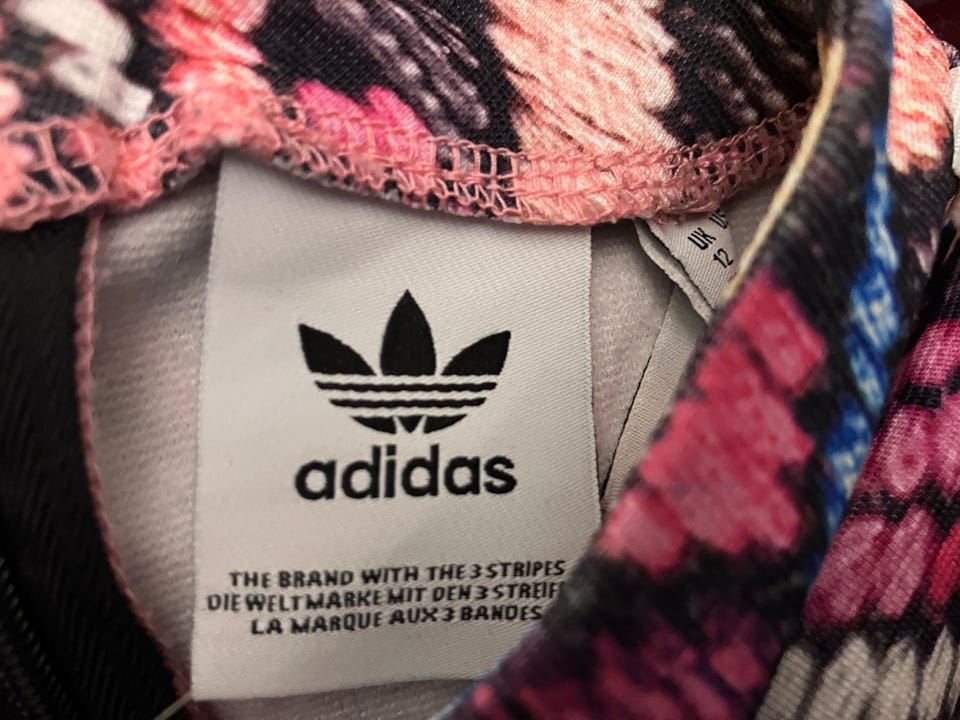 adidas
THE BRAND WITH THE 3 STRIPES
DIE WELTMARKE MIT DEN 3 STREIF
LA MARQUE AUX 3 BANDES
UK
12